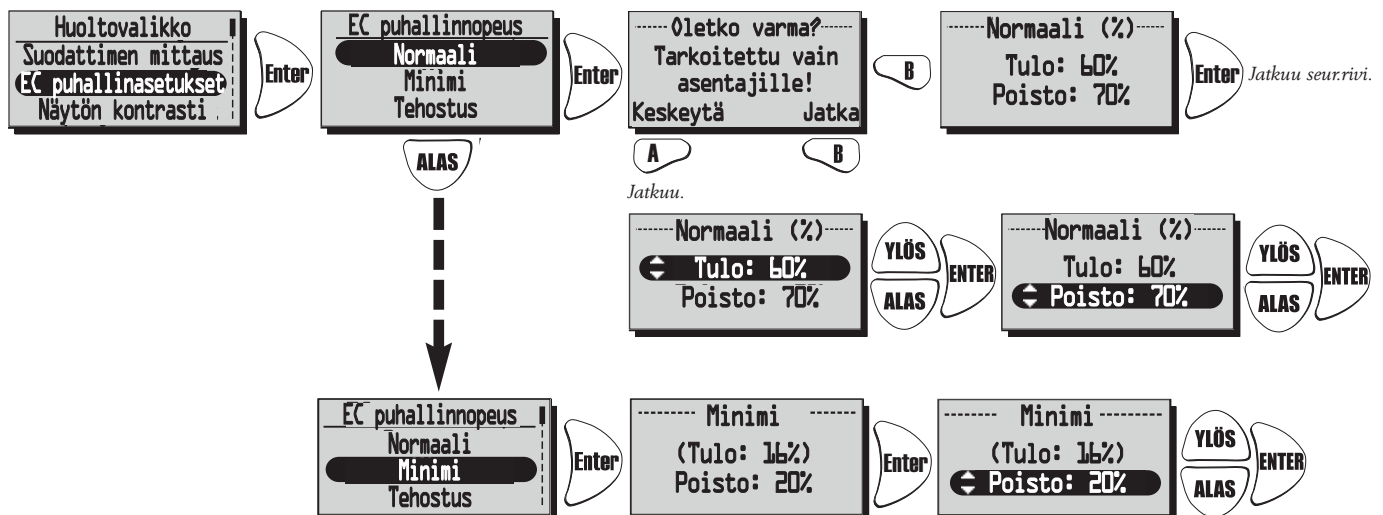 Huoltovalikko
Suodattimen mittaus
EC puhallinasetukset
Näytön kontrasti
Enter
EC puhallinnopeus
Normaali
Minimi
Tehostus
Enter
Oletko varma?
Tarkoitettu vain
asentajille!
Keskeytä Jatka
B
Normaali (%)
Tulo: 60%
Poisto: 70%
Enter
Jatkuu seur.rivi.
ALAS
A
B
Jatkuu.
Normaali (%)
Tulo: 60%
Poisto: 70%
YLÖS
ALAS
ENTER
Normaali (%)
Tulo: 60%
Poisto: 70%
YLÖS
ALAS
ENTER
EC puhallinnopeus
Normaali
Minimi
Tehostus
Enter
Minimi
(Tulo: 16%)
Poisto: 20%
Enter
Minimi
(Tulo: 16%)
Poisto: 20%
YLÖS
ALAS
ENTER